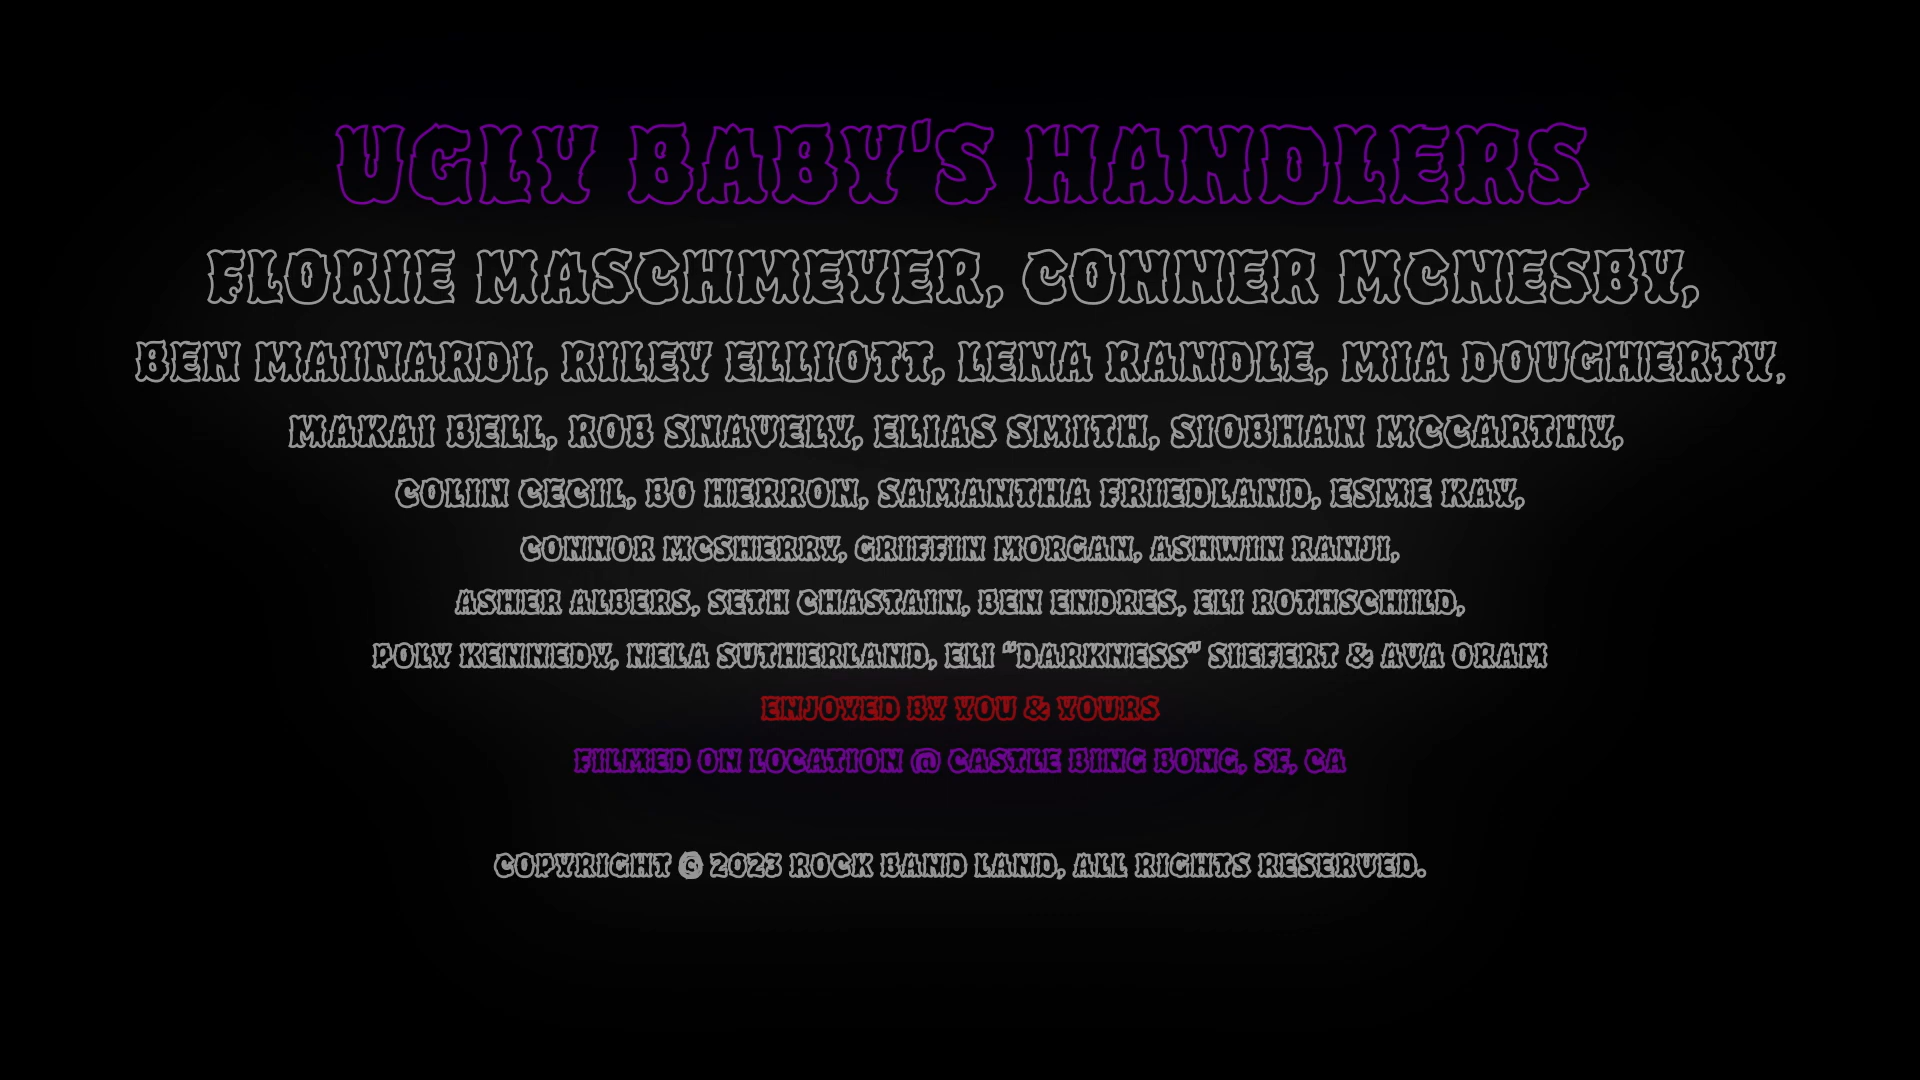 UGLY BABY'S HANDLERS
FLORIE MASCHMEYER, CONNER MCNESBY,
BEN MAINARDI, RILEY ELLIOTT, LENA RANDLE, MIA DOUGHERTY,
MAKAI BELL, ROB SNAVELY, ELIAS SMITH, SIOBHAN MCCARTHY,
COLIN CECIL, BO HERRON, SAMANTHA FRIEDLAND, ESME KAY,
CONNOR MCSHERRY, GRIFFIN MORGAN, ASHWIN RANJI,
ASHER ALBERS, SETH CHASTAIN, BEN ENDRES, ELI ROTHSCHILD,
POLY KENNEDY, NELA SUTHERLAND, ELI "DARKNESS" SIEFERT & AVA ORAM
ENJOYED BY YOU & YOURS
FILMED ON LOCATION @ CASTLE BING BONG, SF, CA
COPYRIGHT © 2023 ROCK BAND LAND, ALL RIGHTS RESERVED.